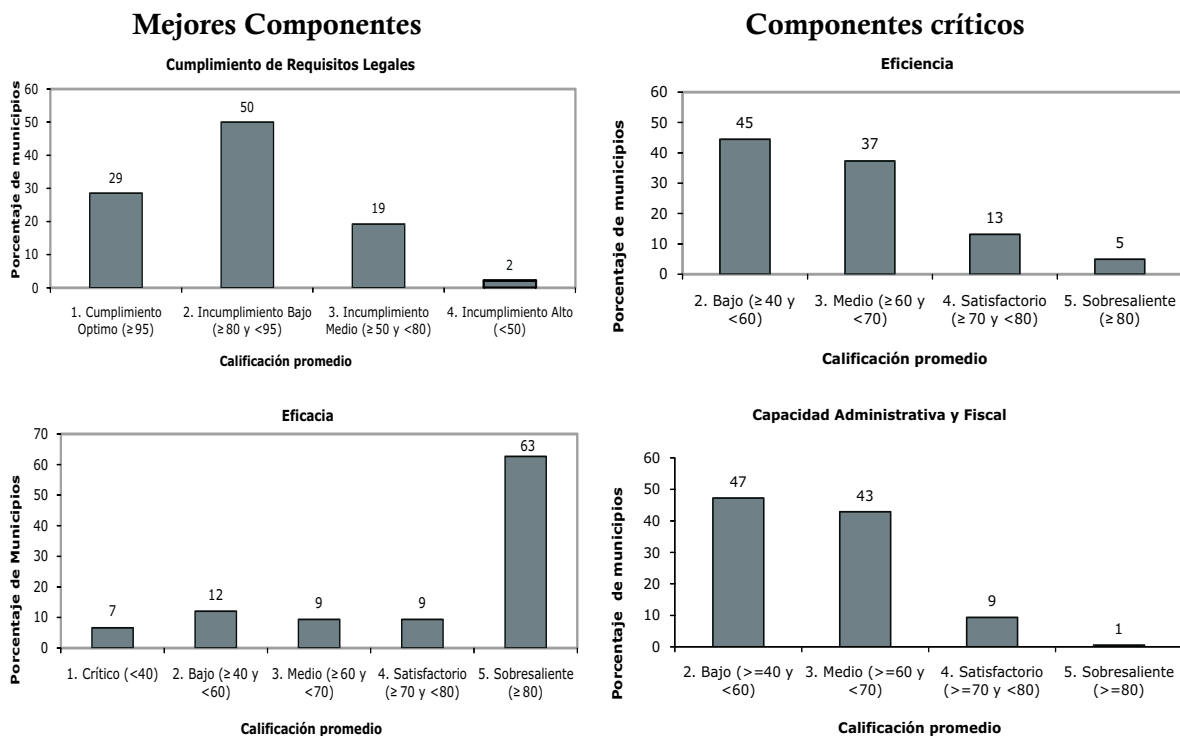 Mejores Componentes
Cumplimiento de Requisitos Legales
Porcentaje de municipios
60
50
40
30
20
10
0
29
50
19
2
1. Cumplimiento
Optimo (≥95)
2. Incumplimiento Bajo
(≥80 y <95)
3. Incumplimiento
Medio (≥50 y <80)
4. Incumplimiento Alto
(<50)
Calificación promedio
Eficacia
Porcentaje de Municipios
70
60
50
40
30
20
10
0
7
12
9
9
63
1. Crítico (<40)
2. Bajo (≥40 y
<60)
3. Medio (≥60 y
<70)
4. Satisfactorio
(≥70 y <80)
5. Sobresaliente
(≥80)
Calificación promedio
Componentes críticos
Eficiencia
Porcentaje de municipios
60
50
40
30
20
10
0
45
37
13
5
2. Bajo (≥40 y
<60)
3. Medio (≥60 y
<70)
4. Satisfactorio
(≥70 y <80)
5. Sobresaliente
(≥80)
Calificación promedio
Capacidad Administrativa y Fiscal
Porcentaje de municipios
60
50
40
30
20
10
0
47
43
9
1
2. Bajo (>=40 y
<60)
3. Medio (>=60 y
<70)
4. Satisfactorio
(>=70 y <80)
5. Sobresaliente
(>=80)
Calificación promedio